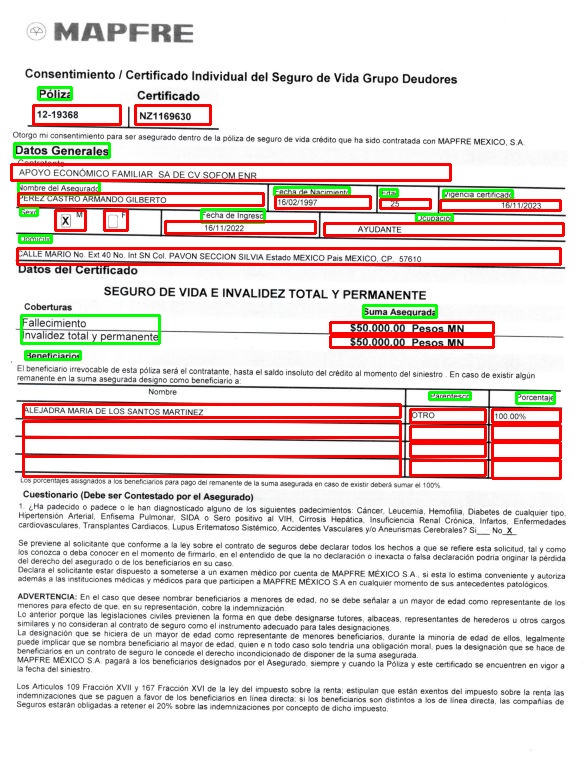 MAPFRE
Consentimiento / Certificado Individual del Seguro de Vida Grupo Deudores
Póliza Certificado
12-19368 NZ1169630
Otorgo mi consentimiento para ser asegurado dentro de la póliza de seguro de vida crédito que ha sido contratada con MAPFRE MEXICO, S.A.
Datos Generales
Contratante
APOYO ECONÓMICO FAMILIAR SA DE CV SOFOM ENR
Nombre del Asegurado Fecha de Nacimiento Edad Vigencia certificado
PEREZ CASTRO ARMANDO GILBERTO 16/02/1997 25 16/11/2023
Sexo X M F Fecha de Ingreso Ocupación
16/11/2022 AYUDANTE
Domicilio
CALLE MARIO No. Ext 40 No. Int SN Col. PAVON SECCION SILVIA Estado MEXICO Pais MEXICO, CP. 57610
Datos del Certificado
SEGURO DE VIDA E INVALIDEZ TOTAL Y PERMANENTE
Coberturas Suma Asegurada
Fallecimiento $50.000.00 Pesos MN
Invalidez total y permanente $50.000.00 Pesos MN
Beneficiarios
El beneficiario irrevocable de esta póliza será el contratante, hasta el saldo insoluto del crédito al momento del siniestro . En caso de existir algún
remanente en la suma asegurada designo como beneficiario a:
Nombre Parentesco Porcentaje
ALEJADRA MARIA DE LOS SANTOS MARTINEZ OTRO 100.00%
Los porcentajes asisgnados a los beneficiarios para pago del remanente de la suma asegurada en caso de existir deberá sumar el 100%.
Cuestionario (Debe ser Contestado por el Asegurado)
1. ¿Ha padecido o padece o le han diagnosticado alguno de los siguientes padecimientos: Cáncer, Leucemia, Hemofilia, Diabetes de cualquier tipo,
Hipertensión Arterial, Enfisema Pulmonar, SIDA o Sero positivo al VIH, Cirrosis Hepática, Insuficiencia Renal Crónica, Infartos, Enfermedades
cardiovasculares, Transplantes Cardiacos, Lupus Eritematoso Sistémico, Accidentes Vasculares y/o Aneurismas Cerebrales? Si___ No_X_
Se previene al solicitante que conforme a la ley sobre el contrato de seguros debe declarar todos los hechos a que se refiere esta solicitud, tal y como
los conozca o deba conocer en el momento de firmarlo, en el entendido de que la no declaración o inexacta o falsa declaración podría originar la pérdida
del derecho del asegurado o de los beneficiarios en su caso.
Declara el solicitante estar dispuesto a someterse a un examen médico por cuenta de MAPFRE MÉXICO S.A., si esta lo estima conveniente y autoriza
además a las instituciones médicas y médicos para que participen a MAPFRE MÉXICO S.A en cualquier momento de sus antecedentes patológicos.
ADVERTENCIA: En el caso que desee nombrar beneficiarios a menores de edad, no se debe señalar a un mayor de edad como representante de los
menores para efecto de que, en su representación, cobre la indemnización.
Lo anterior porque las legislaciones civiles previenen la forma en que debe designarse tutores, albaceas, representantes de herederos u otros cargos
similares y no consideran al contrato de seguro como el instrumento adecuado para tales designaciones.
La designación que se hiciera de un mayor de edad como representante de menores beneficiarios, durante la minoria de edad de ellos, legalmente
puede implicar que se nombra beneficiario al mayor de edad, quien e n todo caso solo tendria una obligación moral, pues la designación que se hace de
beneficiarios en un contrato de seguro le concede el derecho incondicionado de disponer de la suma asegurada.
MAPFRE MÉXICO S.A. pagará a los beneficiarios designados por el Asegurado, siempre y cuando la Póliza y este certificado se encuentren en vigor a
la fecha del siniestro.
Los Articulos 109 Fracción XVII y 167 Fracción XVI de la ley del impuesto sobre la renta; estipulan que están exentos del impuesto sobre la renta las
indemnizaciones que se paguen a favor de los beneficiarios en línea directa; si los beneficiarios son distintos a los de línea directa, las compañias de
Seguros estarán obligadas a retener el 20% sobre las indemnizaciones por concepto de dicho impuesto.